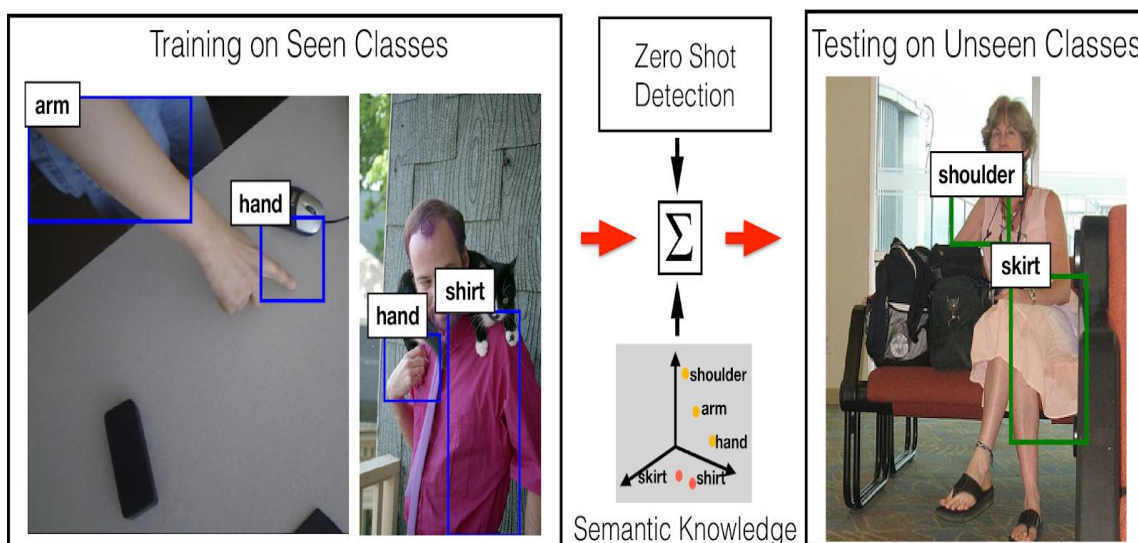 Training on Seen Classes
arm
hand
hand
shirt
Zero Shot
Detection
Σ
shoulder
arm
hand
skirt
shirt
Semantic Knowledge
Testing on Unseen Classes
shoulder
skirt